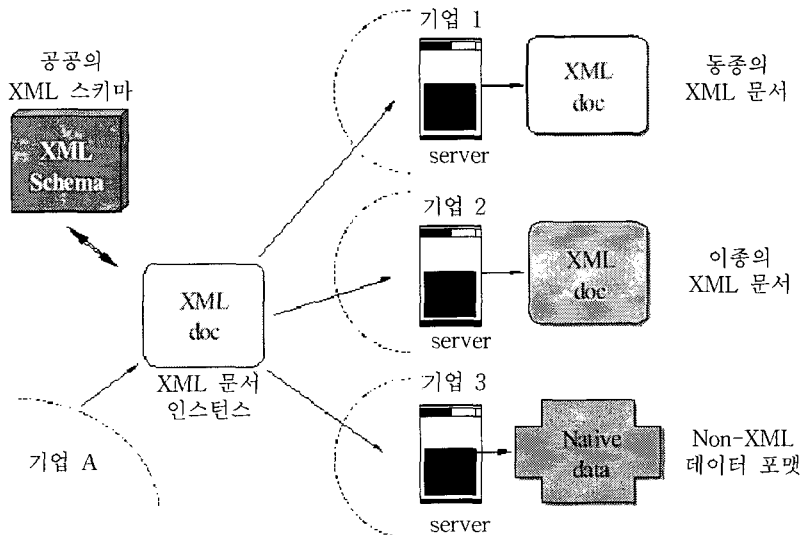 공공의
XML 스키마
XML
Schema
XML
doc
XML 문서
인스턴스
기업 A
기업 1
server
XML
doc
동종의
XML 문서
기업 2
server
XML
doc
이종의
XML 문서
기업 3
server
Native
data
Non-XML
데이터 포맷